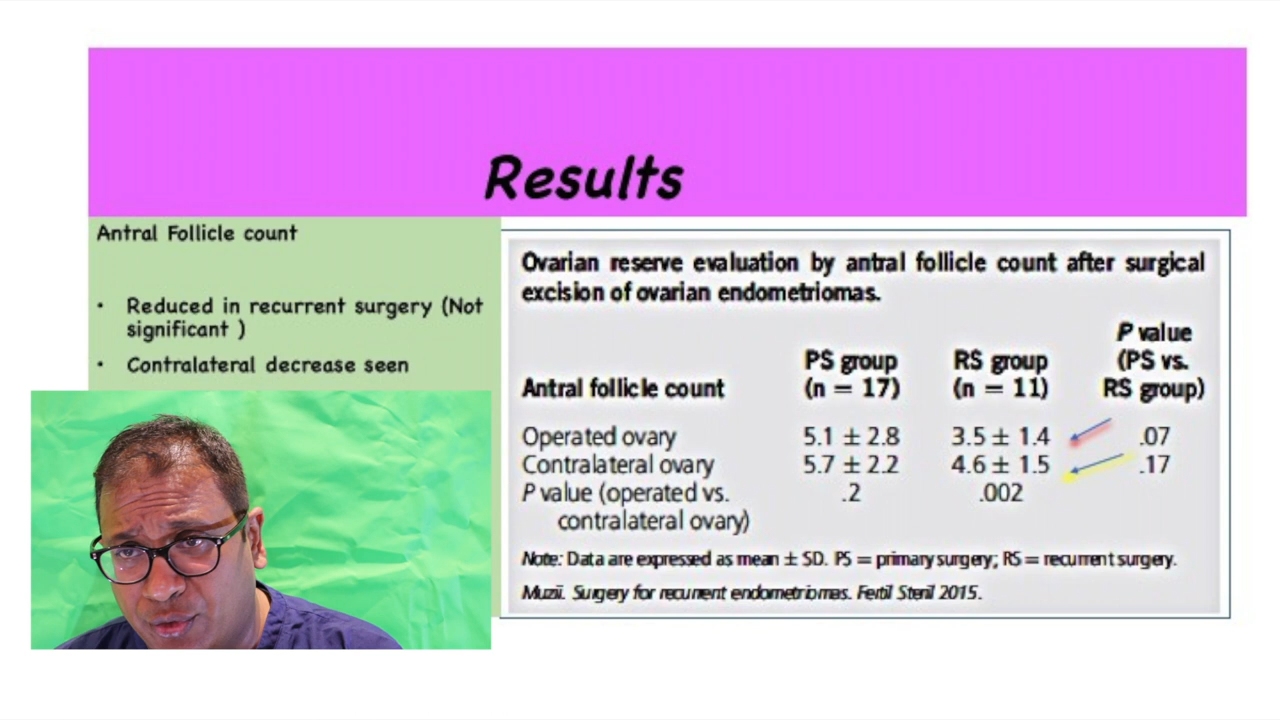 Results
Antral Follicle count
• Reduced in recurrent surgery (Not
significant )
• Contralateral decrease seen
Ovarian reserve evaluation by antral follicle count after surgical
excision of ovarian endometriomas.
P value
PS group RS group (PS vs.
Antral follicle count (n = 17) (n = 11) RS group)
Operated ovary 5.1 ± 2.8 3.5 ± 1.4 .07
Contralateral ovary 5.7 ± 2.2 4.6 ± 1.5 .17
P value (operated vs. .2 .002
contralateral ovary)
Note: Data are expressed as mean ± SD. PS = primary surgery; RS = recurrent surgery.
Muzii. Surgery for recurrent endometriomas. Fertil Steril 2015.